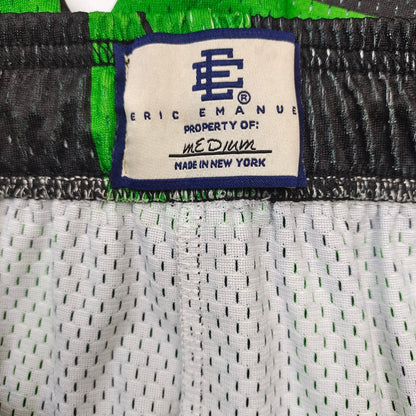 EE
®
ERIC EMANUE
PROPERTY OF:
MEDIUM
MADE IN NEW YORK